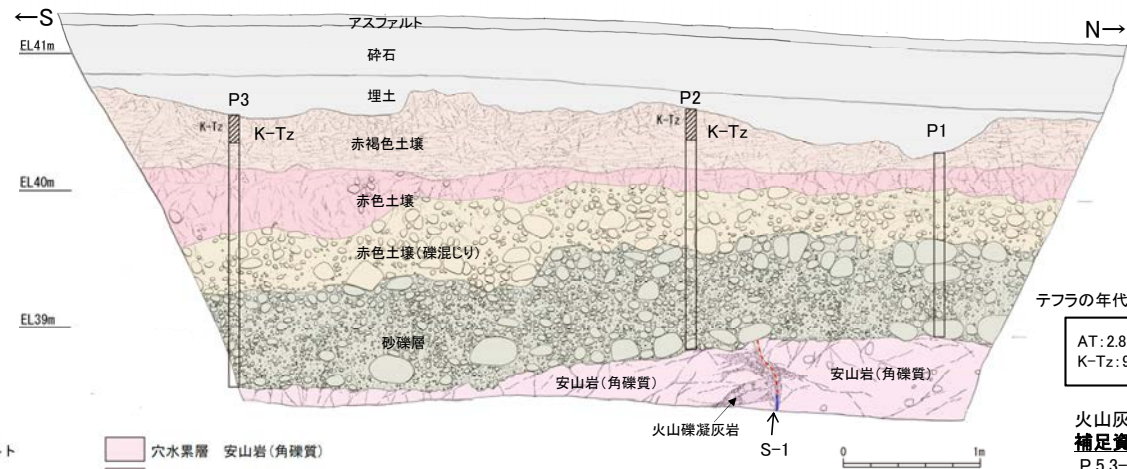 ←S
N→
アスファルト
EL41m
砕石
埋土
P3
P2
P1
K-Tz
K-Tz
K-Tz
K-Tz
赤褐色土壌
EL40m
赤色土壌
赤色土壌(礫混じり)
テフラの年代
EL39m
砂礫層
AT:2.8
K-Tz:9
安山岩(角礫質)
安山岩(角礫質)
火山礫凝灰岩
S-1
火山灰
補足資
P.5.3-
ルト
穴水累層 安山岩(角礫質)
0
1m